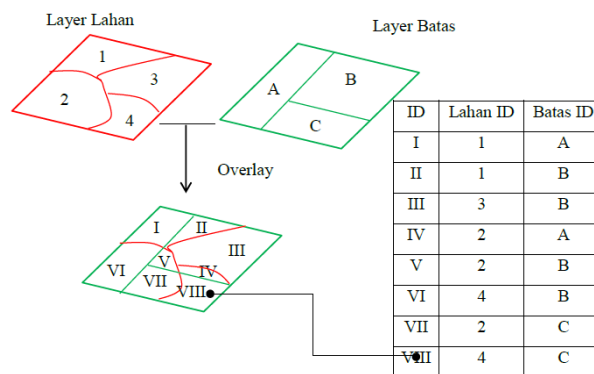 Layer Lahan
Layer Batas
1
3
2
4
A
B
C
Overlay
I
II
III
V
VI
IV
VII
VIII
ID Lahan ID Batas ID
I 1 A
II 1 B
III 3 B
IV 2 A
V 2 B
VI 4 B
VII 2 C
VIII 4 C